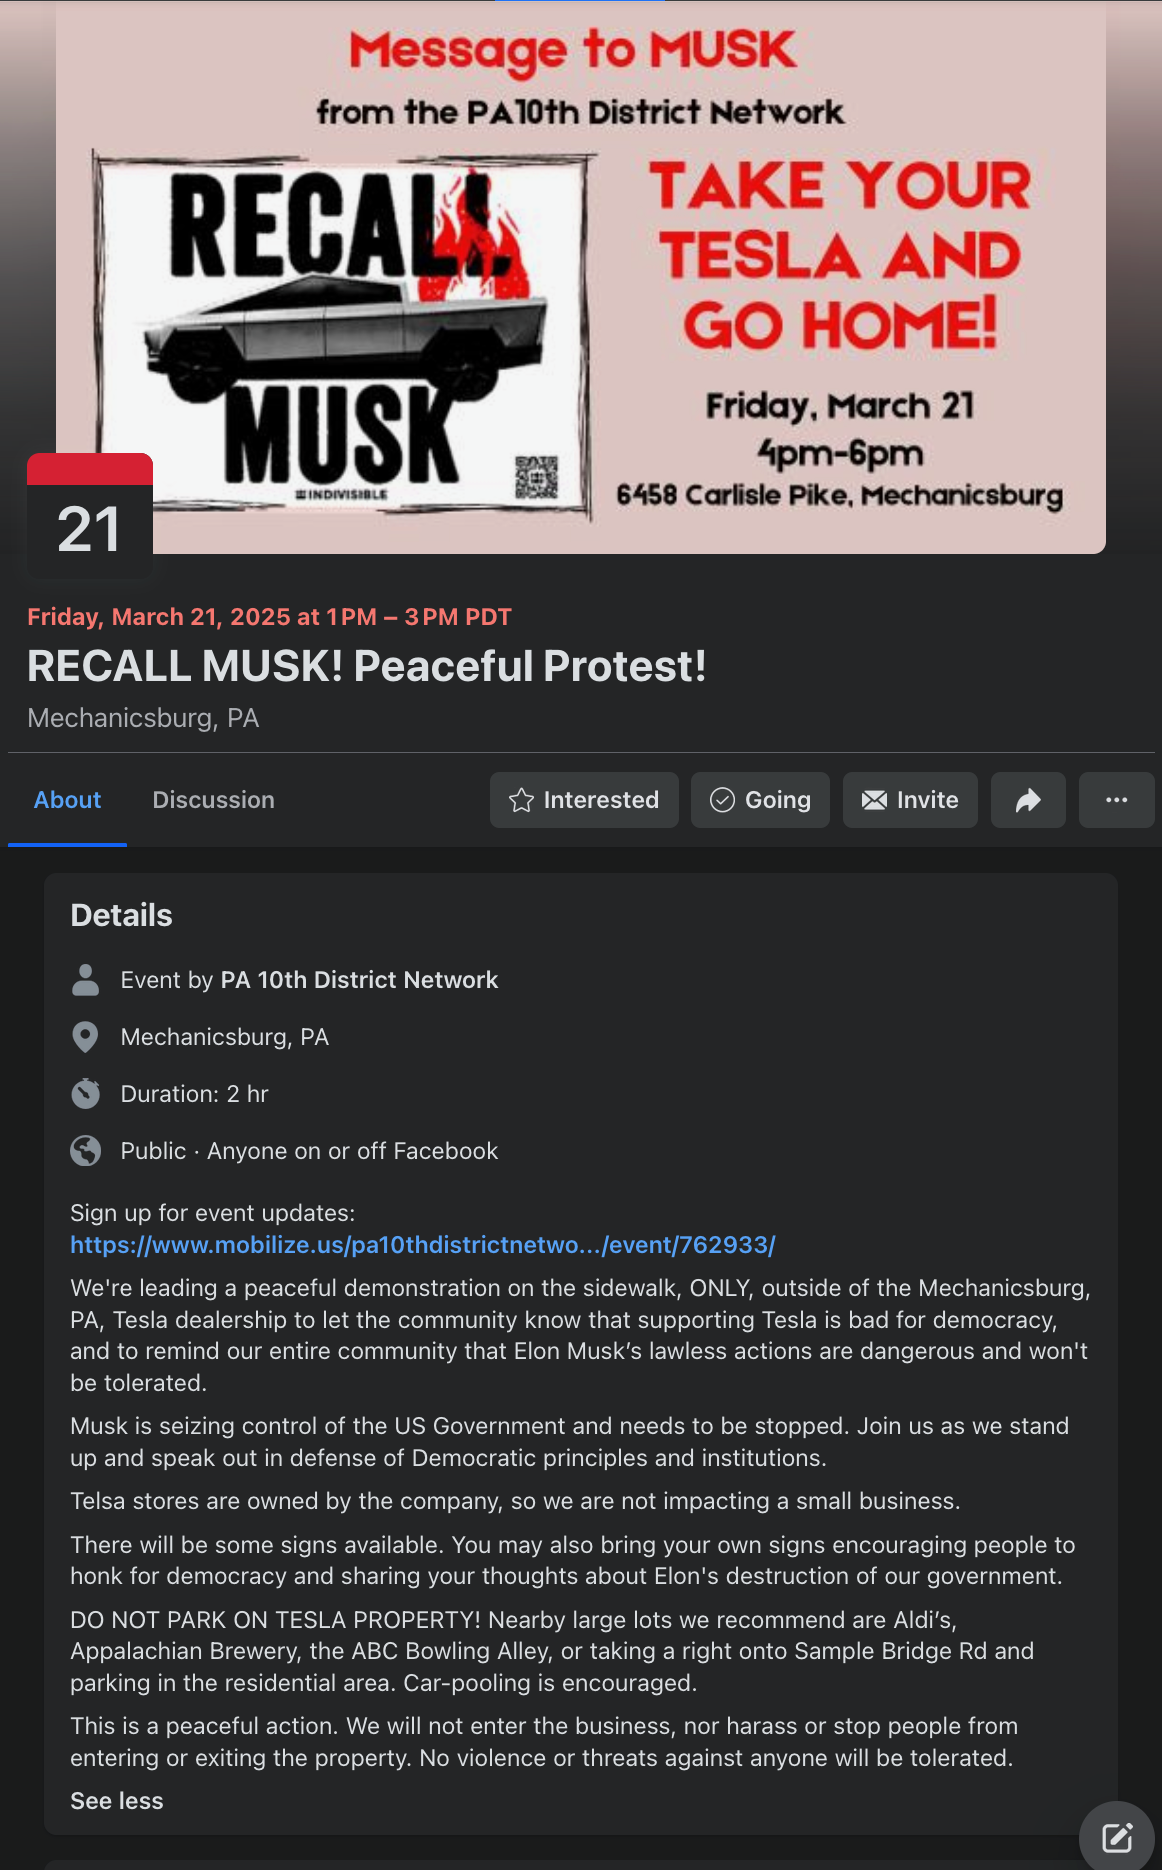 Message to MUSK
from the PA10th District Network
RECALL
MUSK
INDIVISIBLE
TAKE YOUR
TESLA AND
GO HOME!
Friday, March 21
4pm-6pm
6458 Carlisle Pike, Mechanicsburg
21
Friday, March 21, 2025 at 1 PM – 3 PM PDT
RECALL MUSK! Peaceful Protest!
Mechanicsburg, PA
About
Discussion
Interested
Going
Invite
Details
Event by PA 10th District Network
Mechanicsburg, PA
Duration: 2 hr
Public · Anyone on or off Facebook
Sign up for event updates:
https://www.mobilize.us/pa10thdistrictnetwo.../event/762933/
We're leading a peaceful demonstration on the sidewalk, ONLY, outside of the Mechanicsburg,
PA, Tesla dealership to let the community know that supporting Tesla is bad for democracy,
and to remind our entire community that Elon Musk’s lawless actions are dangerous and won't
be tolerated.
Musk is seizing control of the US Government and needs to be stopped. Join us as we stand
up and speak out in defense of Democratic principles and institutions.
Telsa stores are owned by the company, so we are not impacting a small business.
There will be some signs available. You may also bring your own signs encouraging people to
honk for democracy and sharing your thoughts about Elon's destruction of our government.
DO NOT PARK ON TESLA PROPERTY! Nearby large lots we recommend are Aldi’s,
Appalachian Brewery, the ABC Bowling Alley, or taking a right onto Sample Bridge Rd and
parking in the residential area. Car-pooling is encouraged.
This is a peaceful action. We will not enter the business, nor harass or stop people from
entering or exiting the property. No violence or threats against anyone will be tolerated.
See less